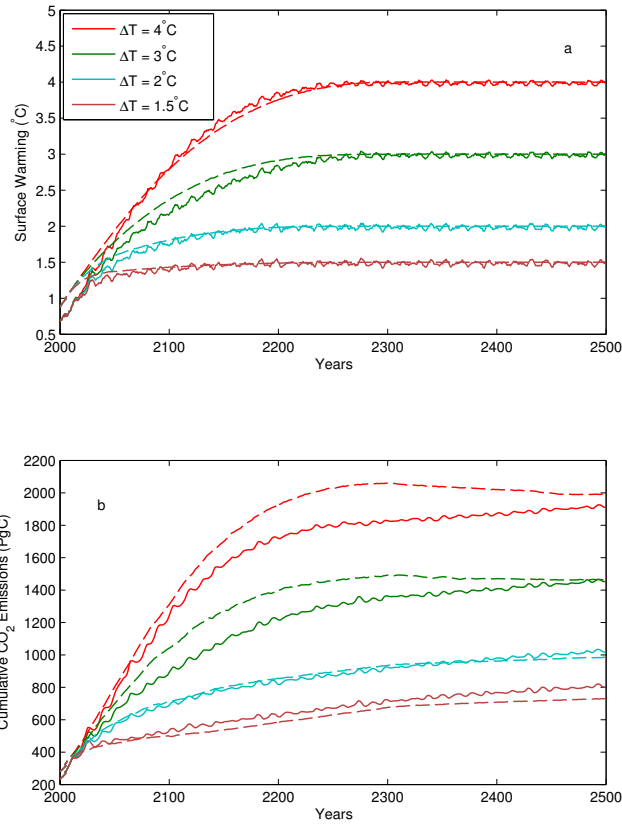 5
4.5
4
3.5
3
2.5
2
1.5
1
0.5
Surface Warming (°C)
ΔT = 4°C
ΔT = 3°C
ΔT = 2°C
ΔT = 1.5°C
a
2000 2100 2200 2300 2400 2500
Years
2200
2000
1800
1600
1400
1200
1000
800
600
400
200
Cumulative CO2 Emissions (PgC)
b
2000 2100 2200 2300 2400 2500
Years